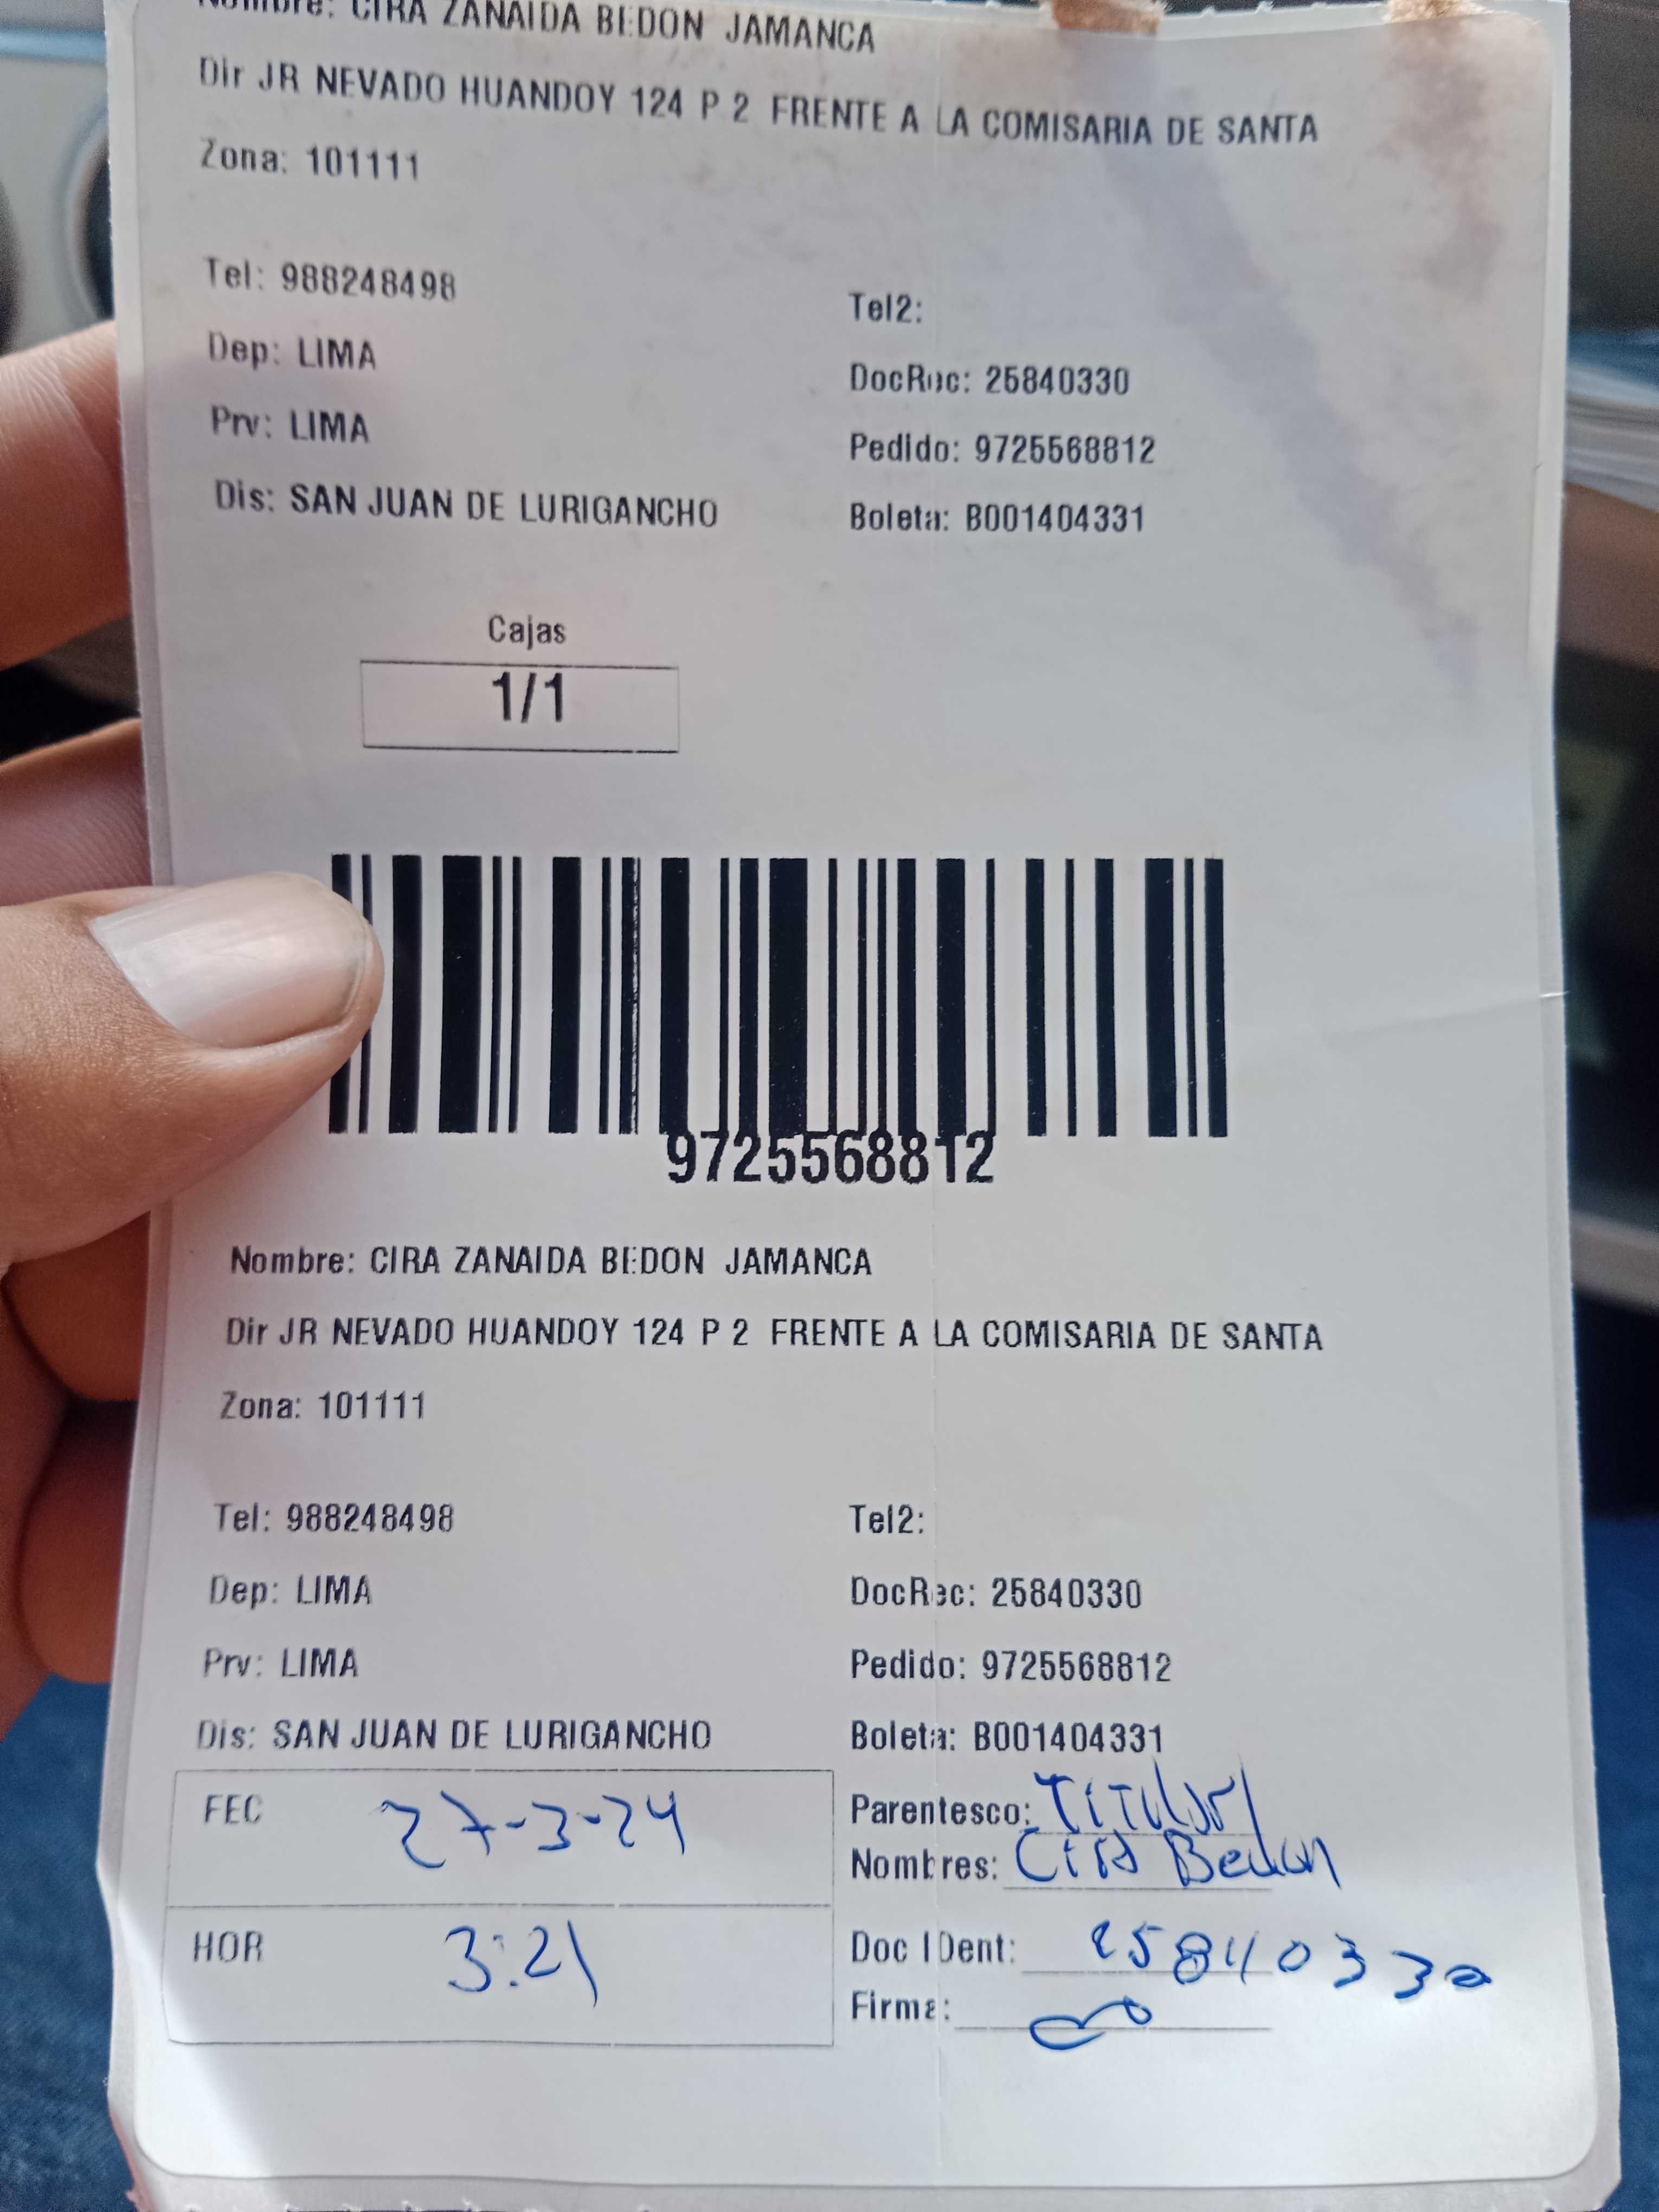 Nombre: CIRA ZANAIDA BEDON JAMANCA
Dir JR NEVADO HUANDOY 124 P 2 FRENTE A LA COMISARIA DE SANTA
Zona: 101111
Tel: 988248498
Tel2:
Dep: LIMA
DocRec: 25840330
Prv: LIMA
Pedido: 9725568812
Dis: SAN JUAN DE LURIGANCHO
Boleta: B001404331
Cajas
1/1
9725568812
Nombre: CIRA ZANAIDA BEDON JAMANCA
Dir JR NEVADO HUANDOY 124 P 2 FRENTE A LA COMISARIA DE SANTA
Zona: 101111
Tel: 988248498
Tel2:
Dep: LIMA
DocRec: 25840330
Prv: LIMA
Pedido: 9725568812
Dis: SAN JUAN DE LURIGANCHO
Boleta: B001404331
FEC 27-3-24
Parentesco: Titular
Nombres: Cira Bedon
HOR 3:21
Doc IDent: 25840330
Firma: